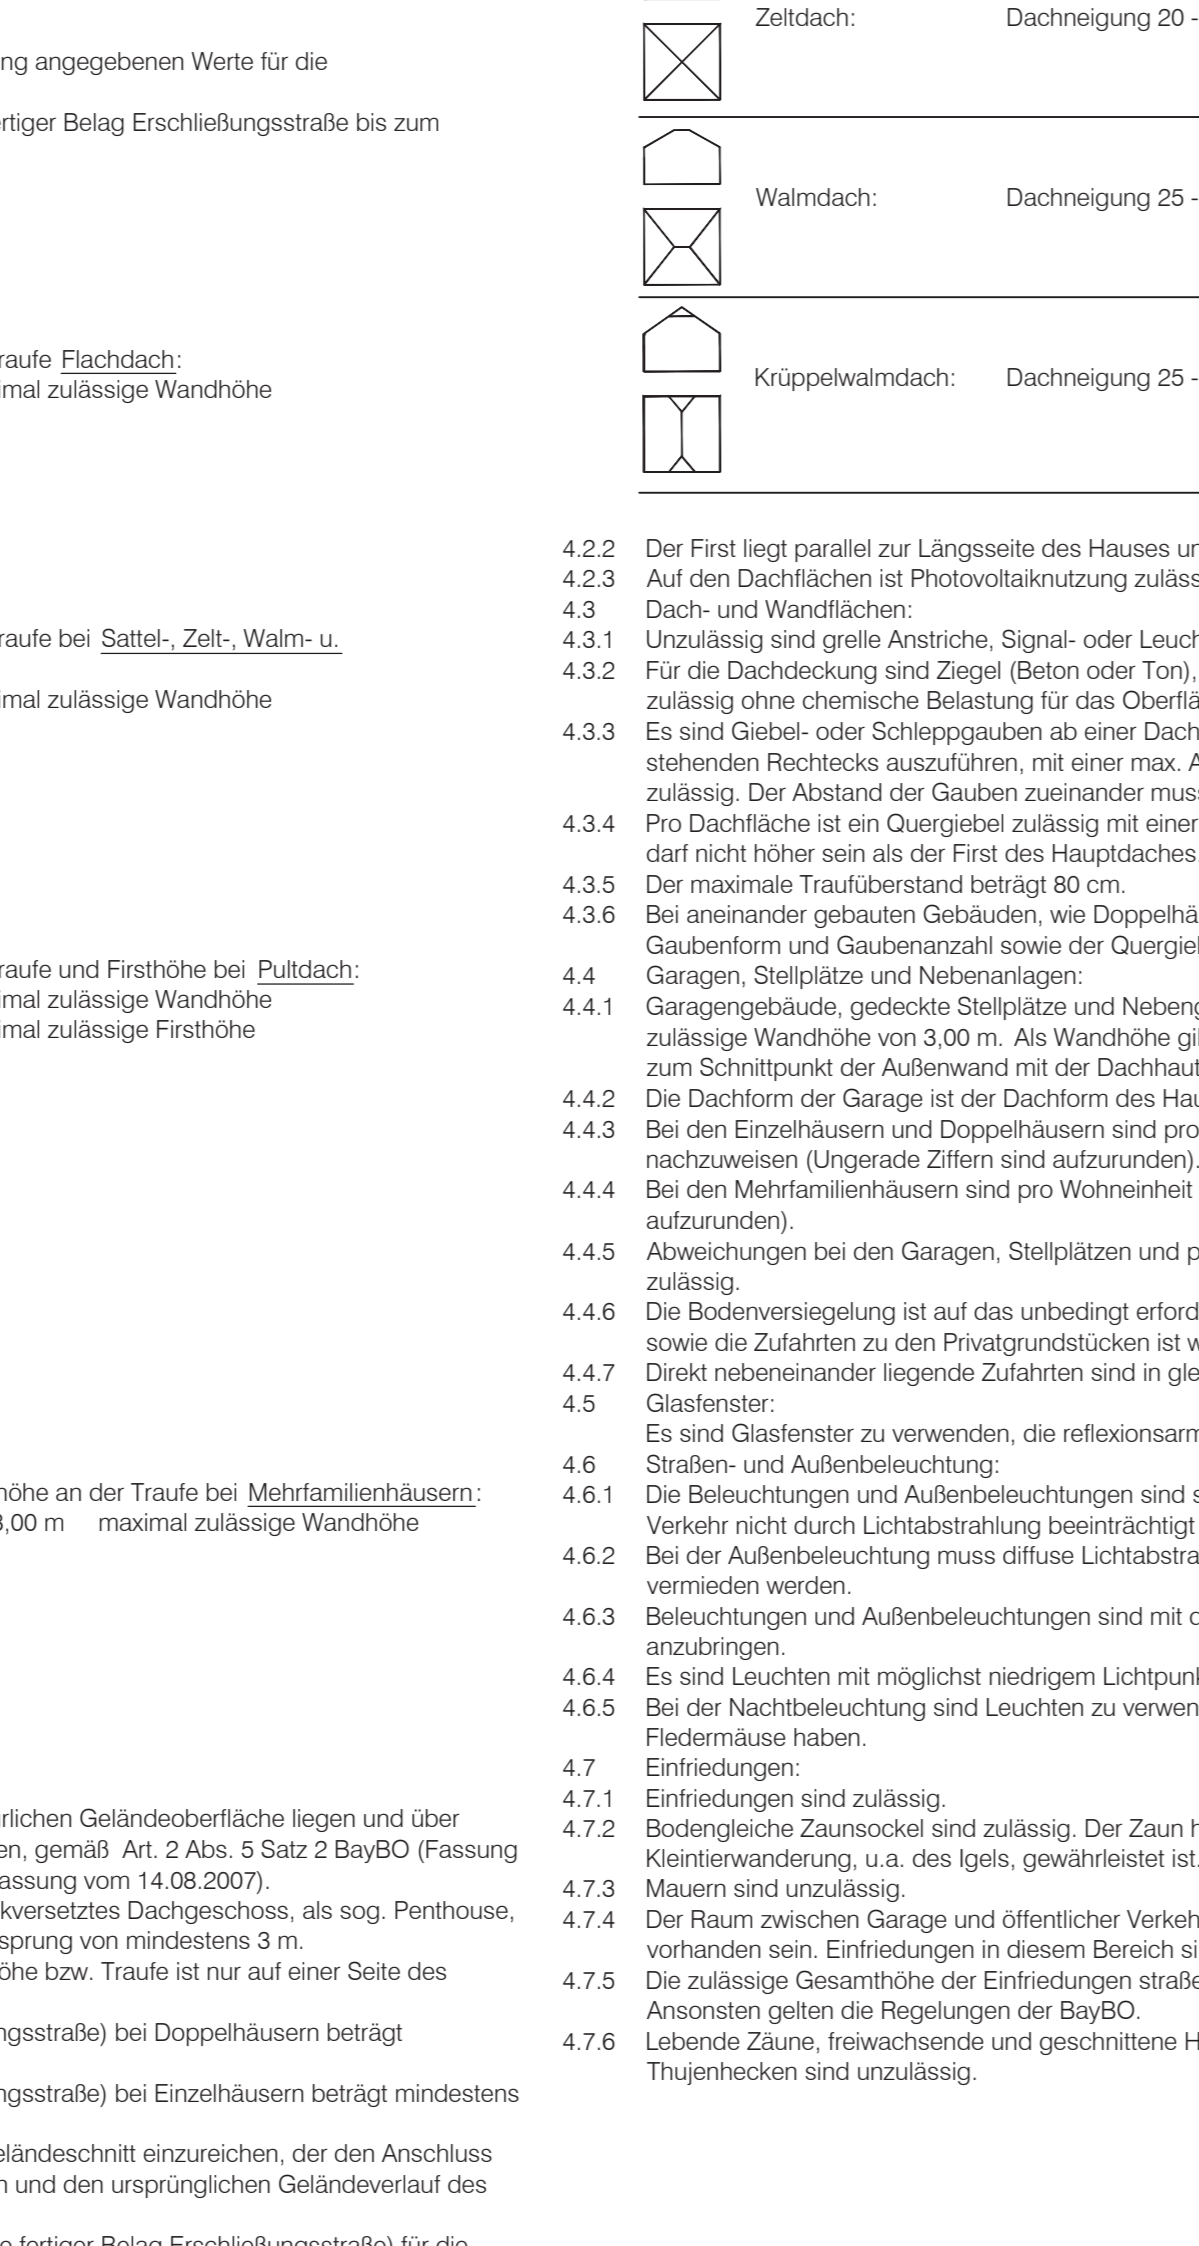 ng angegebenen Werte für die
rtiger Belag Erschließungsstraße bis zum
raufe Flachdach:
imal zulässige Wandhöhe
raufe bei Sattel-, Zelt-, Walm- u.
imal zulässige Wandhöhe
raufe und Firsthöhe bei Pultdach:
imal zulässige Wandhöhe
imal zulässige Firsthöhe
höhe an der Traufe bei Mehrfamilienhäusern:
3,00 m maximal zulässige Wandhöhe
rlichen Geländeoberfläche liegen und über
en, gemäß Art. 2 Abs. 5 Satz 2 BayBO (Fassung
assung vom 14.08.2007).
kversetztes Dachgeschoss, als sog. Penthouse,
sprung von mindestens 3 m.
öhe bzw. Traufe ist nur auf einer Seite des
ngsstraße) bei Doppelhäusern beträgt
ngsstraße) bei Einzelhäusern beträgt mindestens
eländeschnitt einzureichen, der den Anschluss
n und den ursprünglichen Geländeverlauf des
e fertiger Belag Erschließungsstraße) für die
Zeltdach: Dachneigung 20 -
Walmdach: Dachneigung 25 -
Krüppelwalmdach: Dachneigung 25 -
4.2.2 Der First liegt parallel zur Längsseite des Hauses un
4.2.3 Auf den Dachflächen ist Photovoltaiknutzung zuläss
4.3 Dach- und Wandflächen:
4.3.1 Unzulässig sind grelle Anstriche, Signal- oder Leuch
4.3.2 Für die Dachdeckung sind Ziegel (Beton oder Ton),
zulässig ohne chemische Belastung für das Oberflä
4.3.3 Es sind Giebel- oder Schleppgauben ab einer Dach
stehenden Rechtecks auszuführen, mit einer max. A
zulässig. Der Abstand der Gauben zueinander muss
4.3.4 Pro Dachfläche ist ein Quergiebel zulässig mit einer
darf nicht höher sein als der First des Hauptdaches.
4.3.5 Der maximale Traufüberstand beträgt 80 cm.
4.3.6 Bei aneinander gebauten Gebäuden, wie Doppelhä
Gaubenform und Gaubenanzahl sowie der Quergiel
4.4 Garagen, Stellplätze und Nebenanlagen:
4.4.1 Garagengebäude, gedeckte Stellplätze und Nebeng
zulässige Wandhöhe von 3,00 m. Als Wandhöhe gil
zum Schnittpunkt der Außenwand mit der Dachhaut
4.4.2 Die Dachform der Garage ist der Dachform des Hau
4.4.3 Bei den Einzelhäusern und Doppelhäusern sind pro
nachzuweisen (Ungerade Ziffern sind aufzurunden).
4.4.4 Bei den Mehrfamilienhäusern sind pro Wohneinheit
aufzurunden).
4.4.5 Abweichungen bei den Garagen, Stellplätzen und p
zulässig.
4.4.6 Die Bodenversiegelung ist auf das unbedingt erford
sowie die Zufahrten zu den Privatgrundstücken ist w
4.4.7 Direkt nebeneinander liegende Zufahrten sind in gle
4.5 Glasfenster:
Es sind Glasfenster zu verwenden, die reflexionsarm
4.6 Straßen- und Außenbeleuchtung:
4.6.1 Die Beleuchtungen und Außenbeleuchtungen sind s
Verkehr nicht durch Lichtabstrahlung beeinträchtigt
4.6.2 Bei der Außenbeleuchtung muss diffuse Lichtabstra
vermieden werden.
4.6.3 Beleuchtungen und Außenbeleuchtungen sind mit d
anzubringen.
4.6.4 Es sind Leuchten mit möglichst niedrigem Lichtpunk
4.6.5 Bei der Nachtbeleuchtung sind Leuchten zu verwen
Fledermäuse haben.
4.7 Einfriedungen:
4.7.1 Einfriedungen sind zulässig.
4.7.2 Bodengleiche Zaunsockel sind zulässig. Der Zaun h
Kleintierwanderung, u.a. des Igels, gewährleistet ist.
4.7.3 Mauern sind unzulässig.
4.7.4 Der Raum zwischen Garage und öffentlicher Verkeh
vorhanden sein. Einfriedungen in diesem Bereich si
4.7.5 Die zulässige Gesamthöhe der Einfriedungen straße
Ansonsten gelten die Regelungen der BayBO.
4.7.6 Lebende Zäune, freiwachsende und geschnittene H
Thujenhecken sind unzulässig.